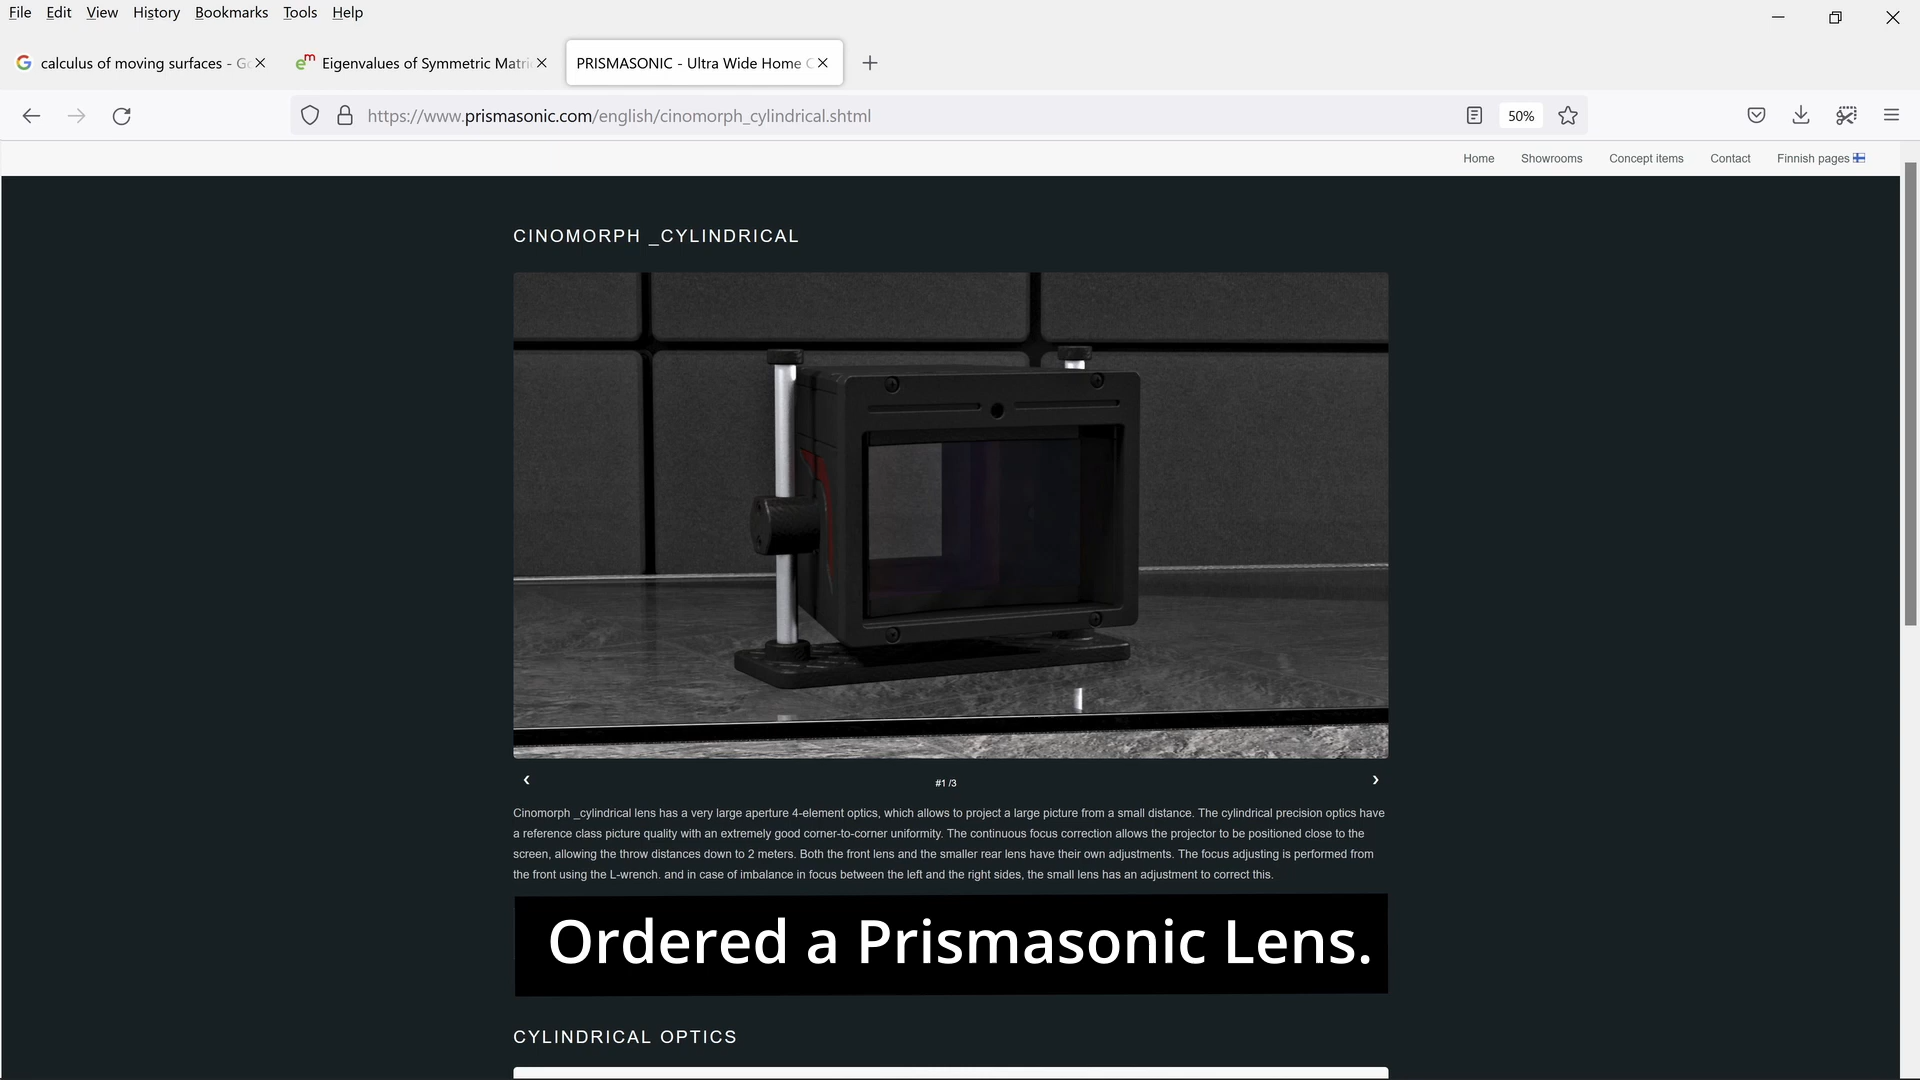 File Edit View History Bookmarks Tools Help
calculus of moving surfaces - Go
Eigenvalues of Symmetric Matri
PRISMASONIC - Ultra Wide Home C
https://www.prismasonic.com/english/cinomorph_cylindrical.shtml
50%
Home Showrooms Concept items Contact Finnish pages
CINOMORPH _CYLINDRICAL
#1 /3
Cinomorph _cylindrical lens has a very large aperture 4-element optics, which allows to project a large picture from a small distance. The cylindrical precision optics have
a reference class picture quality with an extremely good corner-to-corner uniformity. The continuous focus correction allows the projector to be positioned close to the
screen, allowing the throw distances down to 2 meters. Both the front lens and the smaller rear lens have their own adjustments. The focus adjusting is performed from
the front using the L-wrench. and in case of imbalance in focus between the left and the right sides, the small lens has an adjustment to correct this.
Ordered a Prismasonic Lens.
CYLINDRICAL OPTICS